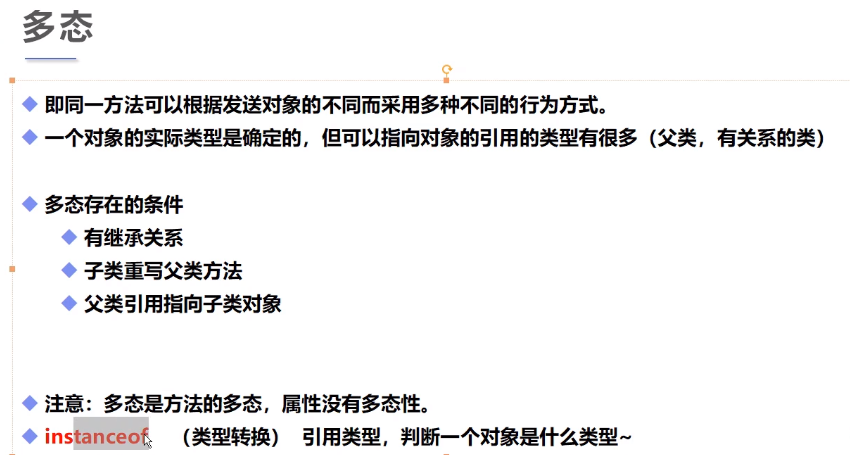 多态
即同一方法可以根据发送对象的不同而采用多种不同的行为方式。
一个对象的实际类型是确定的，但可以指向对象的引用的类型有很多（父类，有关系的类）
多态存在的条件
有继承关系
子类重写父类方法
父类引用指向子类对象
注意：多态是方法的多态，属性没有多态性。
instanceof （类型转换） 引用类型，判断一个对象是什么类型~